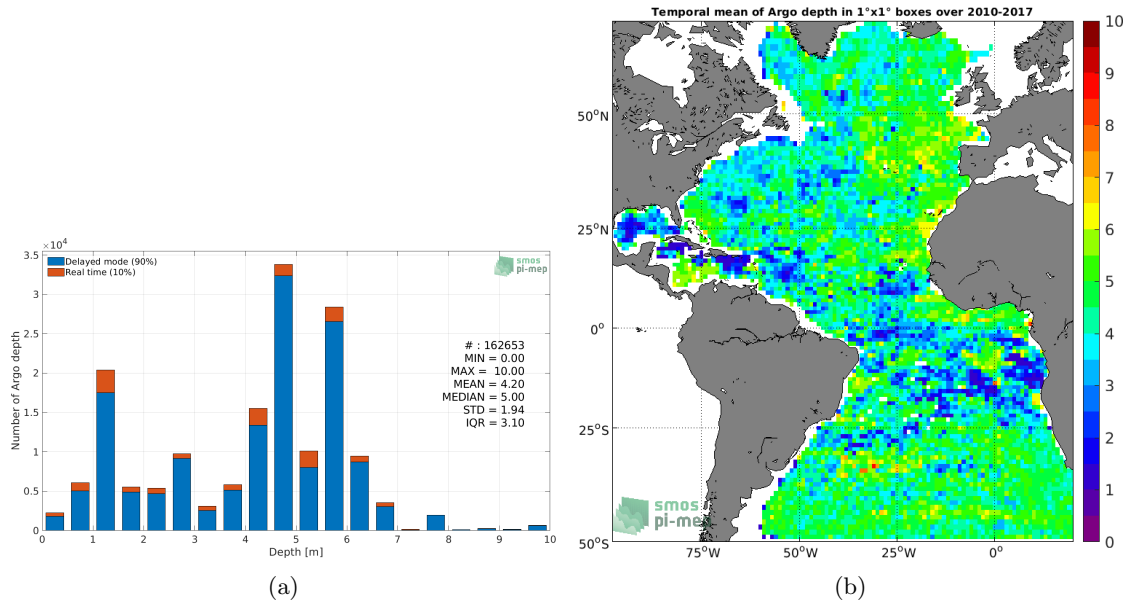 ×10⁴
Delayed mode (90%)
Real time (10%)
smos
pi-mep
3.5
3
2.5
2
1.5
1
0.5
0
Number of Argo depth
# : 162653
MIN = 0.00
MAX = 10.00
MEAN = 4.20
MEDIAN = 5.00
STD = 1.94
IQR = 3.10
0 1 2 3 4 5 6 7 8 9 10
Depth [m]
(a)
Temporal mean of Argo depth in 1°x1° boxes over 2010-2017
50°N
25°N
0°
25°S
50°S
75°W 50°W 25°W 0°
smos
pi-mep
10
9
8
7
6
5
4
3
2
1
0
(b)